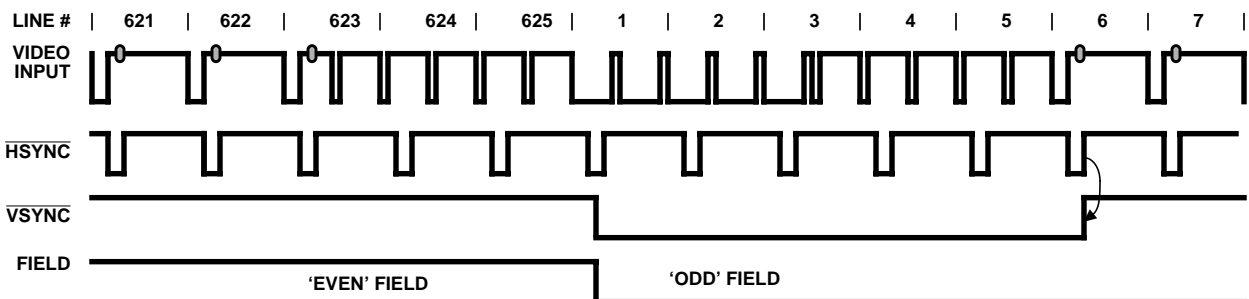 LINE # | 621 | 622 | 623 | 624 | 625 | 1 | 2 | 3 | 4 | 5 | 6 | 7 |
VIDEO
INPUT
HSYNC
VSYNC
FIELD
‘EVEN’ FIELD
‘ODD’ FIELD